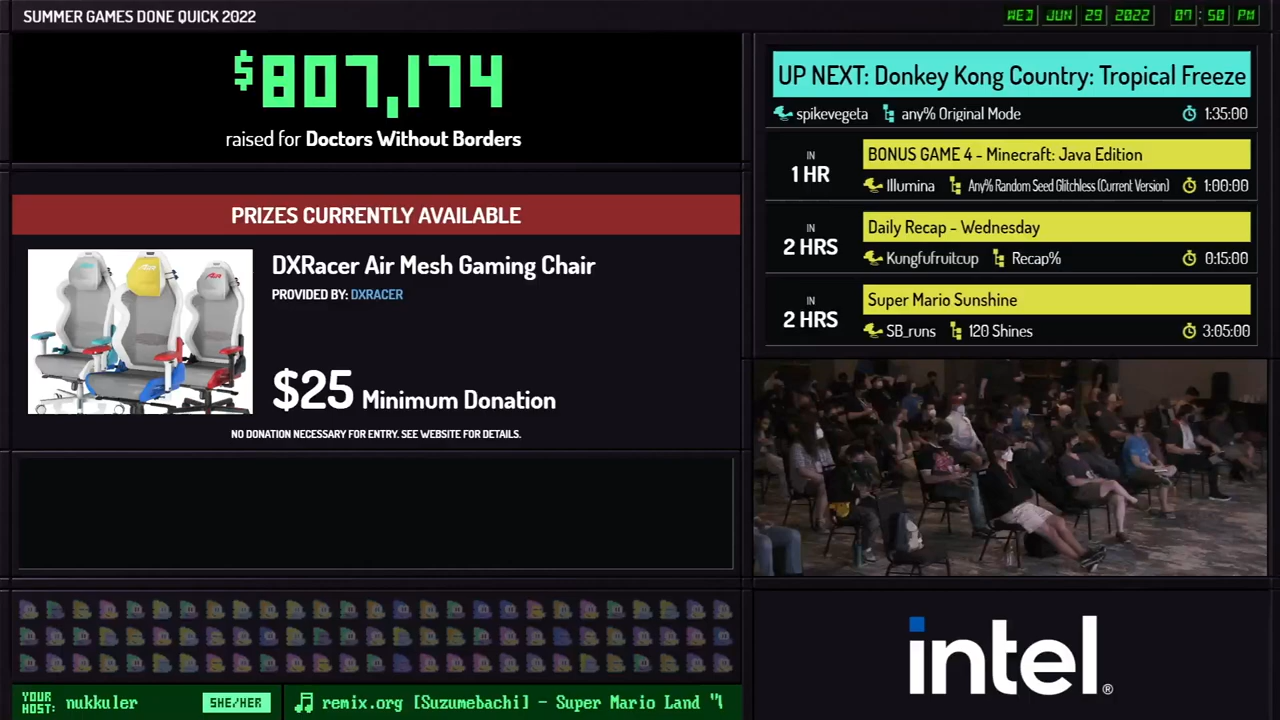 SUMMER GAMES DONE QUICK 2022
WED JUN 29 2022 07:50 PM
$807,174
raised for Doctors Without Borders
PRIZES CURRENTLY AVAILABLE
DXRacer Air Mesh Gaming Chair
PROVIDED BY: DXRACER
$25 Minimum Donation
NO DONATION NECESSARY FOR ENTRY. SEE WEBSITE FOR DETAILS.
UP NEXT: Donkey Kong Country: Tropical Freeze
spikevegeta any% Original Mode 1:35:00
IN
1 HR
BONUS GAME 4 - Minecraft: Java Edition
Illumina Any% Random Seed Glitchless (Current Version) 1:00:00
IN
2 HRS
Daily Recap - Wednesday
Kungfufruitcup Recap% 0:15:00
IN
2 HRS
Super Mario Sunshine
SB_runs 120 Shines 3:05:00
intel®
YOUR
HOST: nukkuler SHE/HER
remix.org [Suzumebachi] - Super Mario Land "